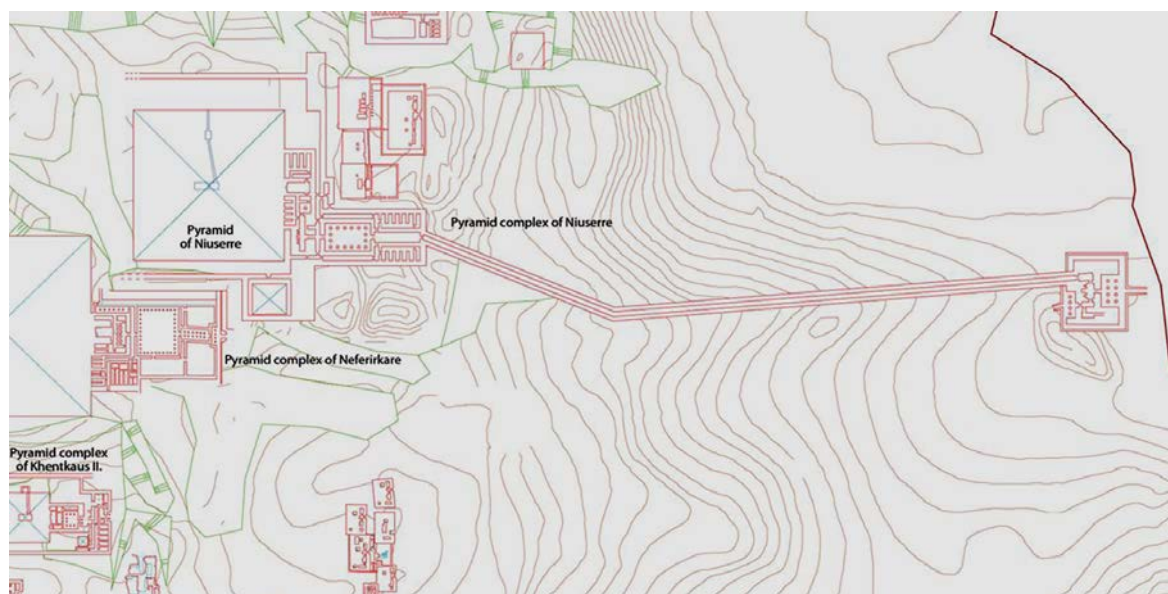 Pyramid
of Niuserre
Pyramid complex of Niuserre
Pyramid complex of Neferirkare
Pyramid complex
of Khentkaus II.